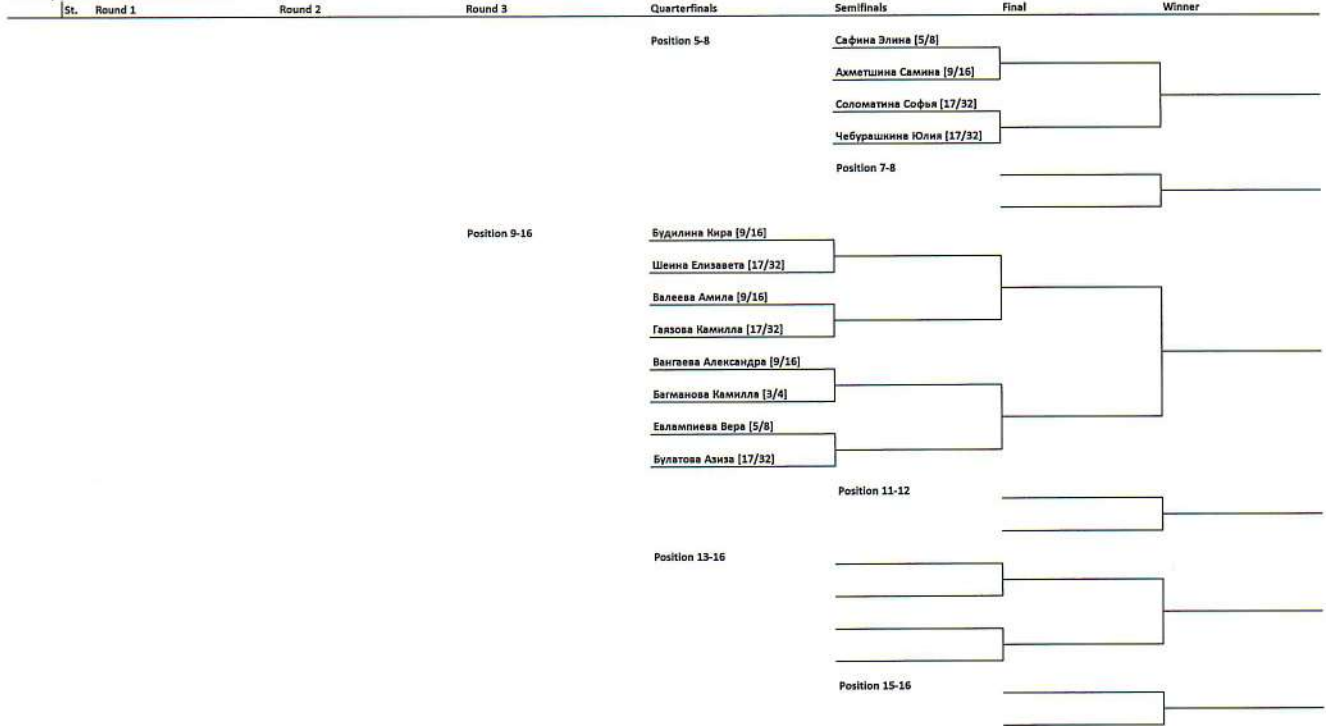 St. Round 1 Round 2 Round 3 Quarterfinals Semifinals Final Winner
Position 5-8 Сафина Элина [5/8]
Ахметшина Самина [9/16]
Соломатина Софья [17/32]
Чебурашкина Юлия [17/32]
Position 7-8
Position 9-16 Будилина Кира [9/16]
Шеина Елизавета [17/32]
Валеева Амила [9/16]
Гаязова Камилла [17/32]
Вангаева Александра [9/16]
Багманова Камилла [3/4]
Евлампиева Вера [5/8]
Булатова Азиза [17/32]
Position 11-12
Position 13-16
Position 15-16